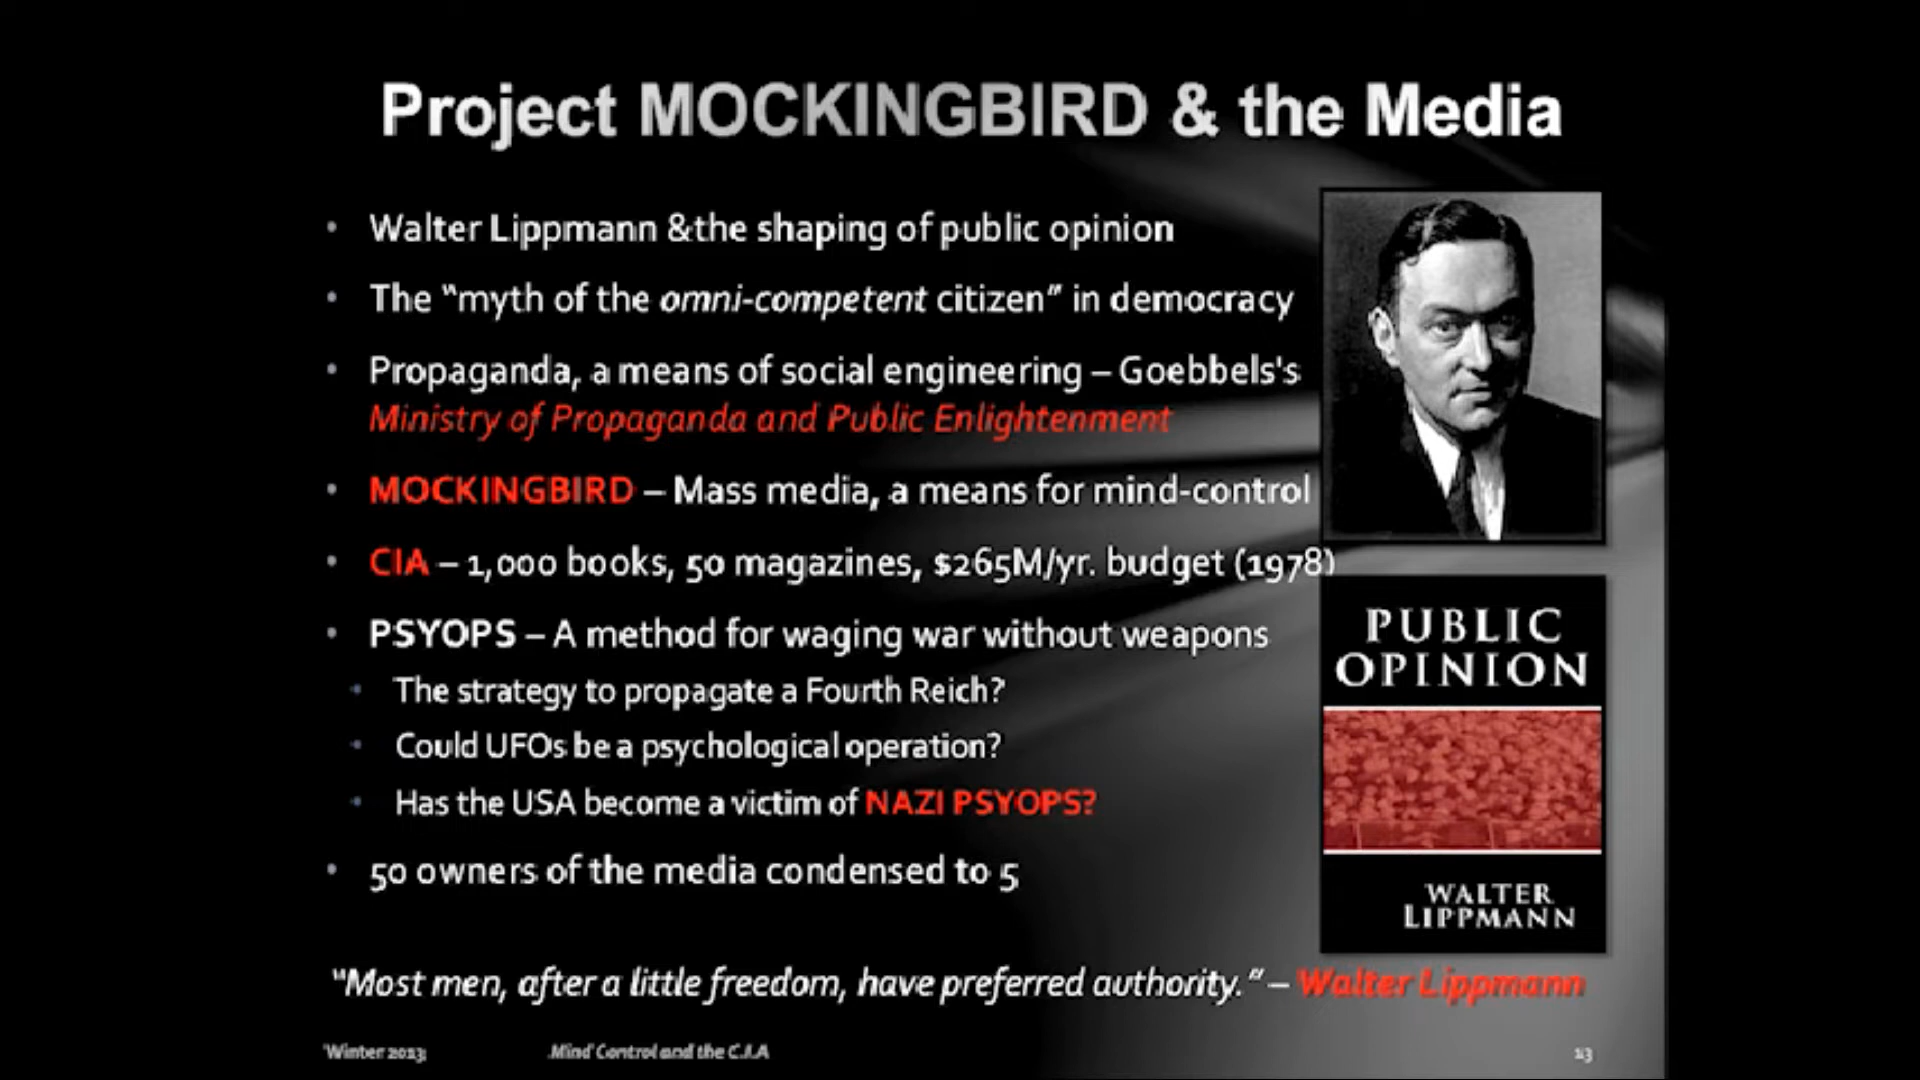 Project MOCKINGBIRD & the Media
• Walter Lippmann &the shaping of public opinion
• The “myth of the omni-competent citizen” in democracy
• Propaganda, a means of social engineering – Goebbels's
Ministry of Propaganda and Public Enlightenment
• MOCKINGBIRD – Mass media, a means for mind-control
• CIA – 1,000 books, 50 magazines, $265M/yr. budget (1978)
• PSYOPS – A method for waging war without weapons
• The strategy to propagate a Fourth Reich?
• Could UFOs be a psychological operation?
• Has the USA become a victim of NAZI PSYOPS?
• 50 owners of the media condensed to 5
PUBLIC
OPINION
WALTER
LIPPMANN
“Most men, after a little freedom, have preferred authority.” – Walter Lippmann
Winter 2013
Mind Control and the C.I.A
13